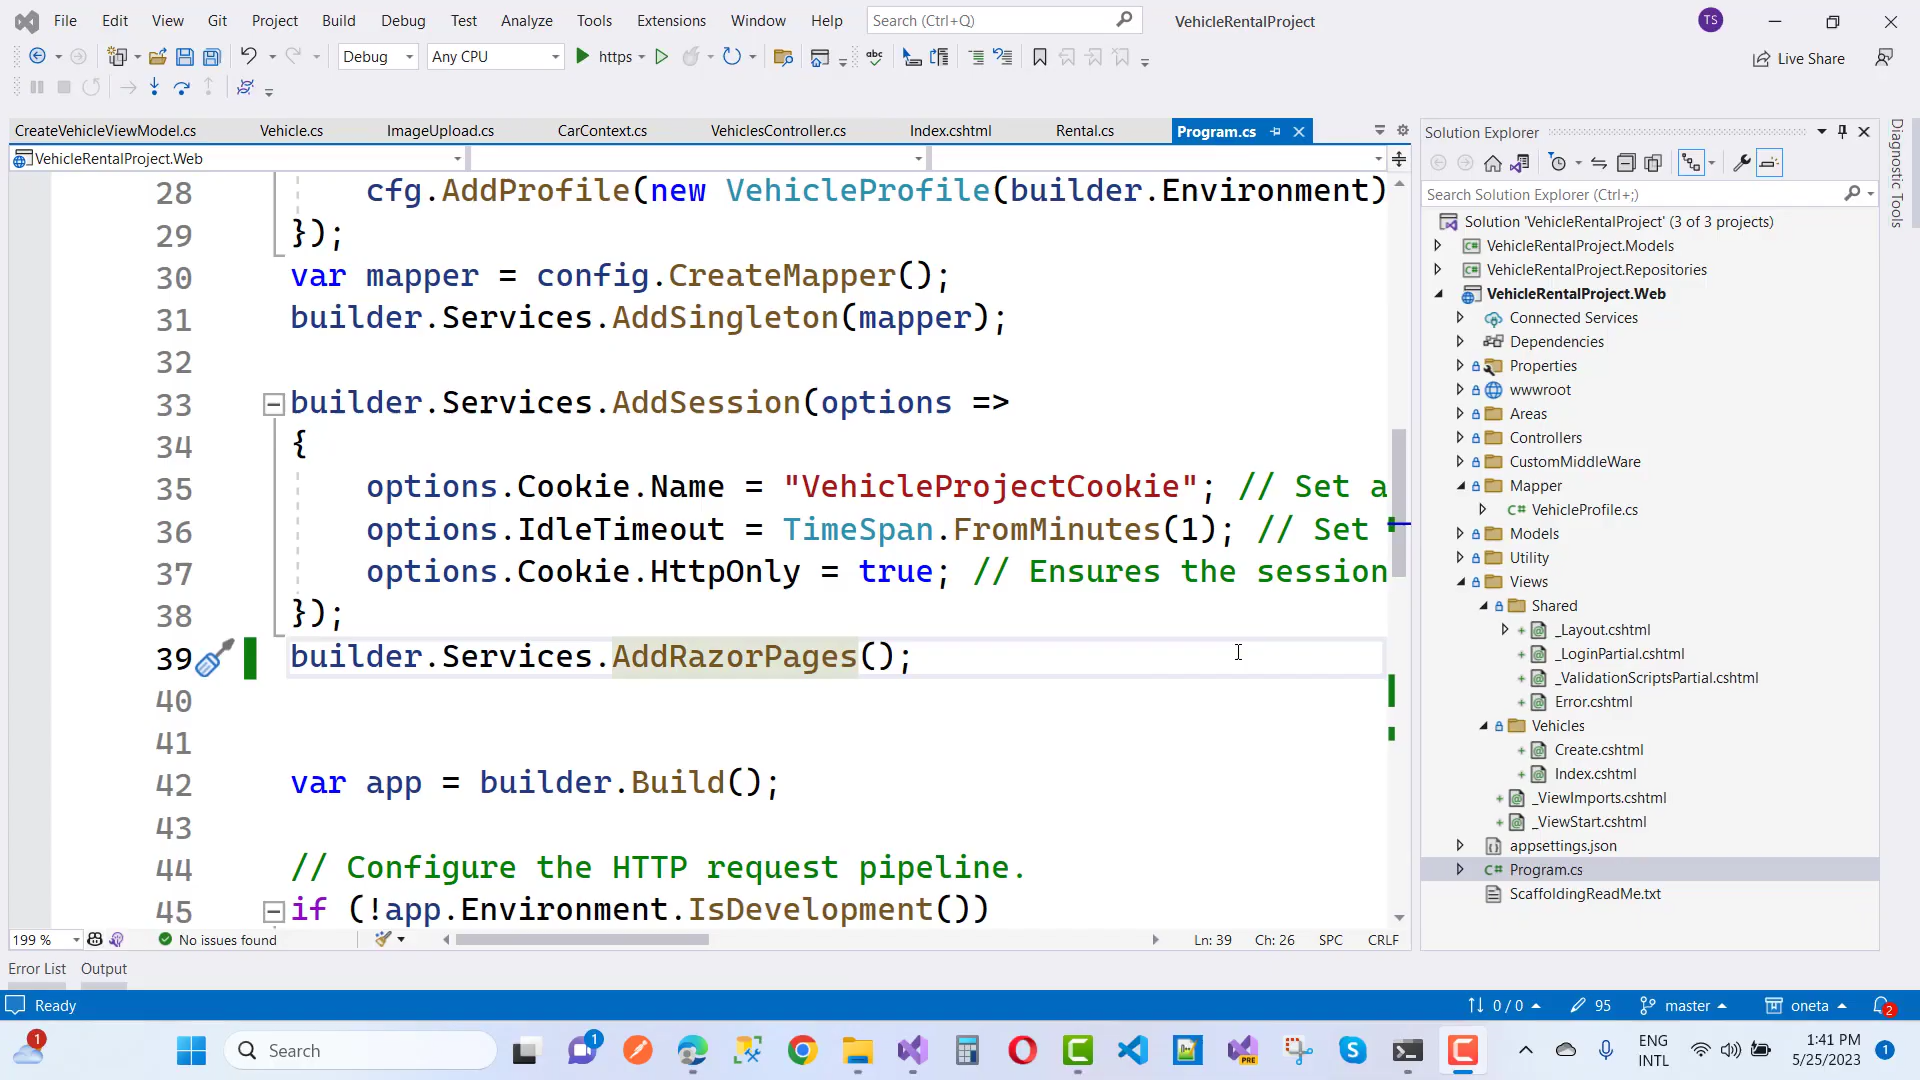 File Edit View Git Project Build Debug Test Analyze Tools Extensions Window Help Search (Ctrl+Q) VehicleRentalProject TS
Debug Any CPU https Live Share
CreateVehicleViewModel.cs Vehicle.cs ImageUpload.cs CarContext.cs VehiclesController.cs Index.cshtml Rental.cs Program.cs
VehicleRentalProject.Web
28 cfg.AddProfile(new VehicleProfile(builder.Environment)
29 });
30 var mapper = config.CreateMapper();
31 builder.Services.AddSingleton(mapper);
32
33 builder.Services.AddSession(options =>
34 {
35 options.Cookie.Name = "VehicleProjectCookie"; // Set a
36 options.IdleTimeout = TimeSpan.FromMinutes(1); // Set
37 options.Cookie.HttpOnly = true; // Ensures the session
38 });
39 builder.Services.AddRazorPages();
40
41
42 var app = builder.Build();
43
44 // Configure the HTTP request pipeline.
45 if (!app.Environment.IsDevelopment())
199 % No issues found Ln: 39 Ch: 26 SPC CRLF
Solution Explorer
Search Solution Explorer (Ctrl+;)
Solution 'VehicleRentalProject' (3 of 3 projects)
VehicleRentalProject.Models
VehicleRentalProject.Repositories
VehicleRentalProject.Web
Connected Services
Dependencies
Properties
wwwroot
Areas
Controllers
CustomMiddleWare
Mapper
C# VehicleProfile.cs
Models
Utility
Views
Shared
_Layout.cshtml
_LoginPartial.cshtml
_ValidationScriptsPartial.cshtml
Error.cshtml
Vehicles
Create.cshtml
Index.cshtml
_ViewImports.cshtml
_ViewStart.cshtml
appsettings.json
C# Program.cs
ScaffoldingReadMe.txt
Diagnostic Tools
Error List Output
Ready 0 / 0 95 master oneta 2
1 Search 1 PRE ENG INTL 1:41 PM 5/25/2023 1